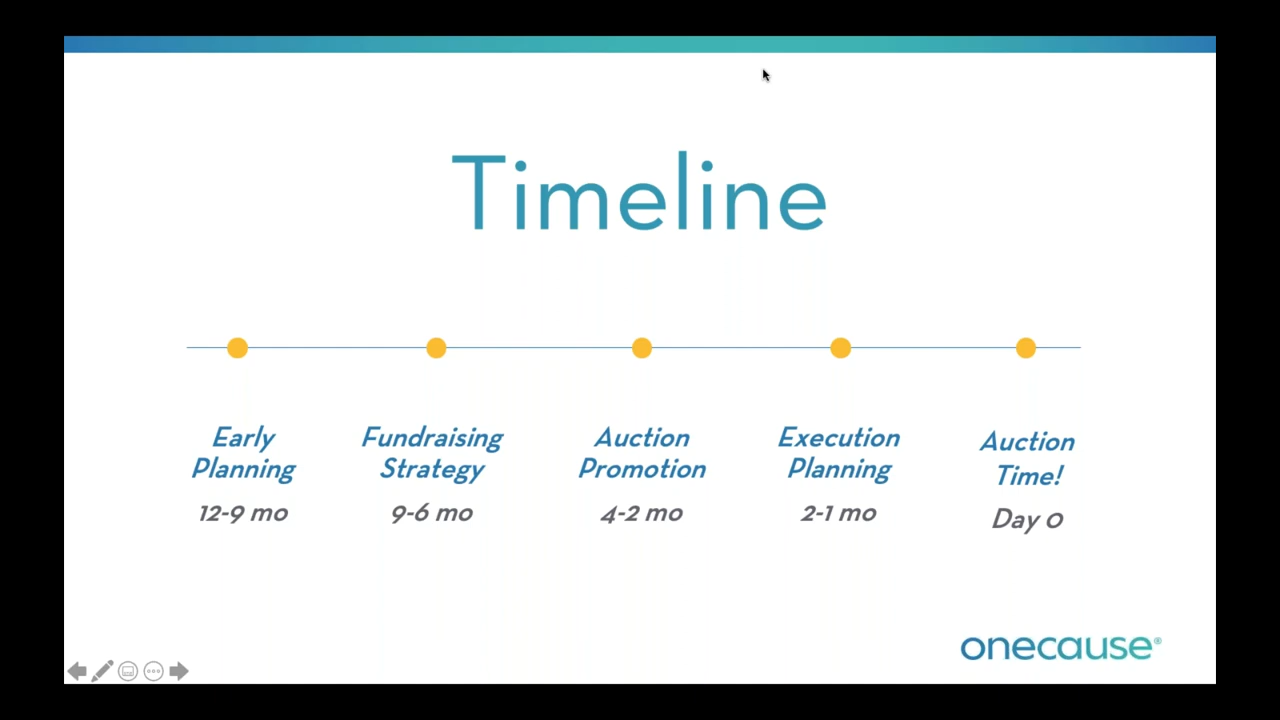 Timeline
Early
Planning
12-9 mo
Fundraising
Strategy
9-6 mo
Auction
Promotion
4-2 mo
Execution
Planning
2-1 mo
Auction
Time!
Day 0
onecause®